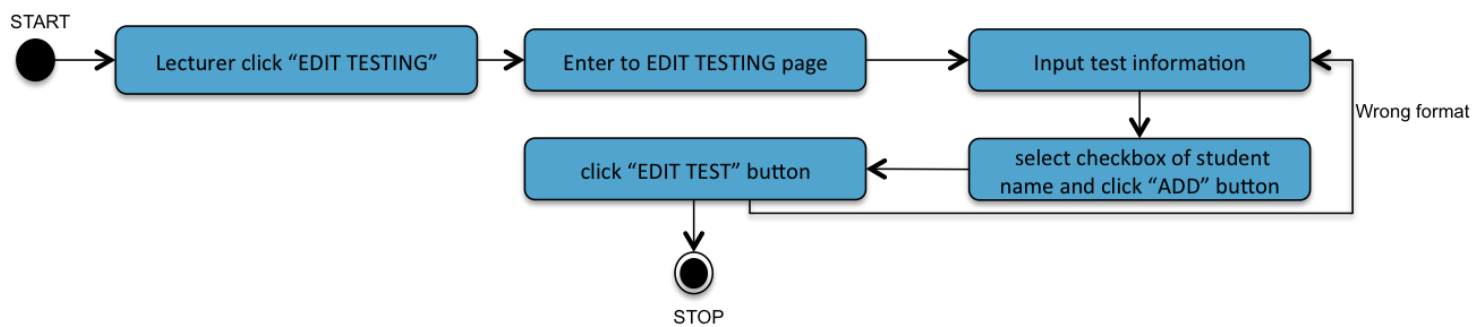 START
Lecturer click “EDIT TESTING”
Enter to EDIT TESTING page
Input test information
Wrong format
select checkbox of student
name and click “ADD” button
click “EDIT TEST” button
STOP